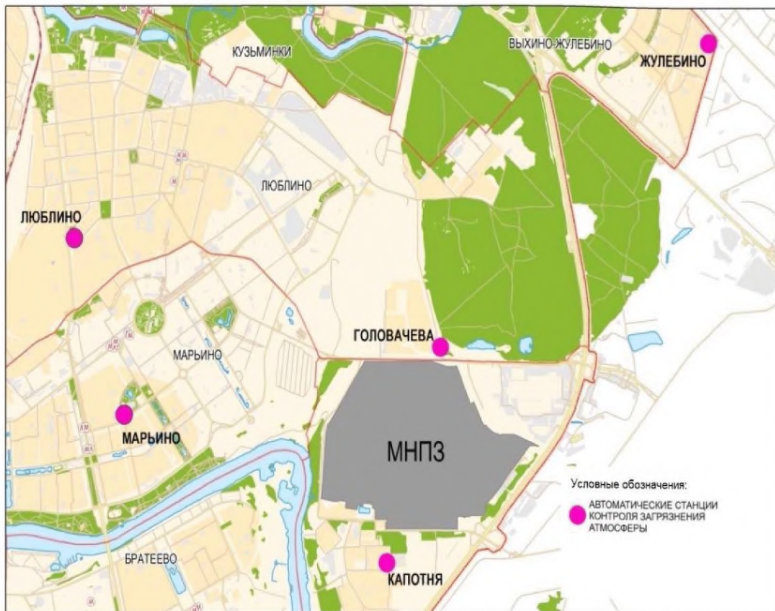 КУЗЬМИНКИ
ВЫХИНО-ЖУЛЕБИНО
ЖУЛЕБИНО
ЛЮБЛИНО
ЛЮБЛИНО
ГОЛОВАЧЕВА
МАРЬИНО
МАРЬИНО
МНПЗ
Условные обозначения:
АВТОМАТИЧЕСКИЕ СТАНЦИИ
КОНТРОЛЯ ЗАГРЯЗНЕНИЯ
АТМОСФЕРЫ
БРАТЕЕВО
КАПОТНЯ